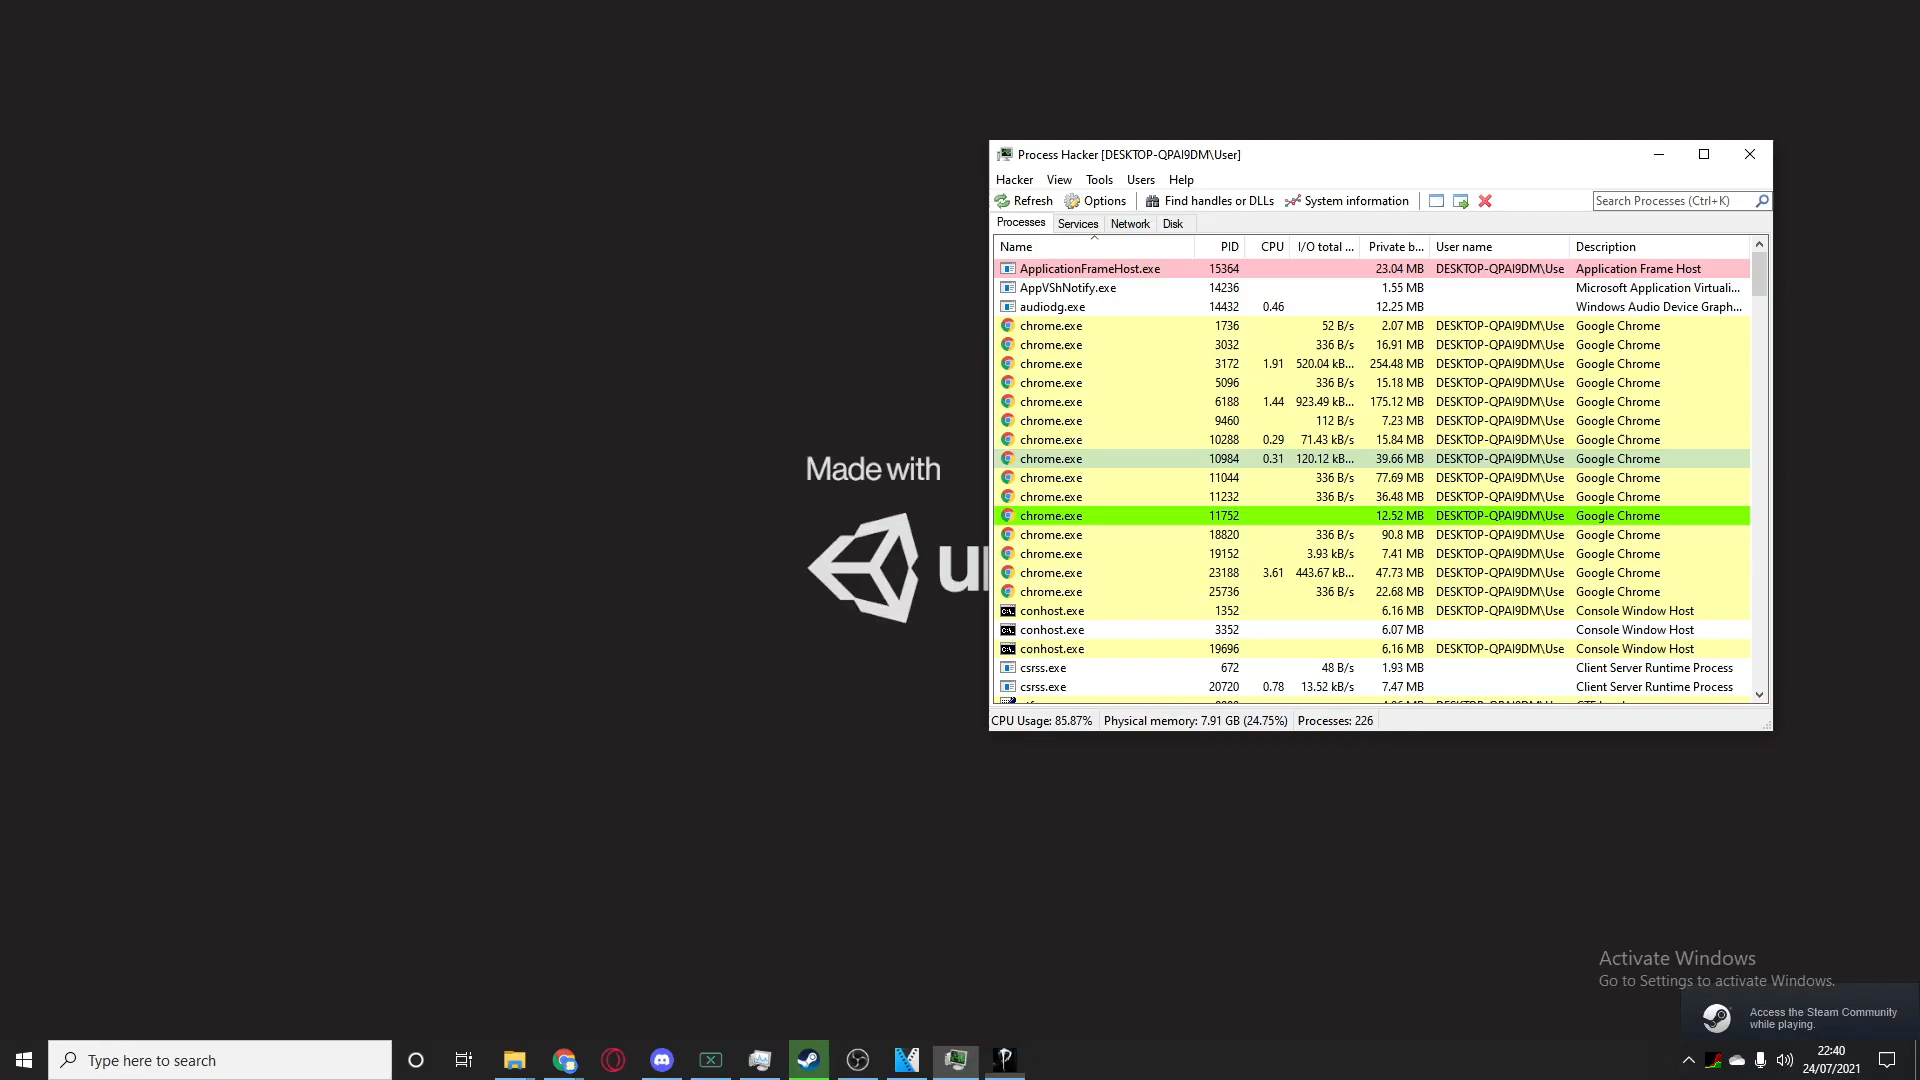 Process Hacker [DESKTOP-QPAI9DM\User]
Hacker View Tools Users Help
Refresh Options Find handles or DLLs System information Search Processes (Ctrl+K)
Processes Services Network Disk
Name PID CPU I/O total ... Private b... User name Description
ApplicationFrameHost.exe 15364 23.04 MB DESKTOP-QPAI9DM\Use Application Frame Host
AppVShNotify.exe 14236 1.55 MB Microsoft Application Virtuali...
audiodg.exe 14432 0.46 12.25 MB Windows Audio Device Graph...
chrome.exe 1736 52 B/s 2.07 MB DESKTOP-QPAI9DM\Use Google Chrome
chrome.exe 3032 336 B/s 16.91 MB DESKTOP-QPAI9DM\Use Google Chrome
chrome.exe 3172 1.91 520.04 kB... 254.48 MB DESKTOP-QPAI9DM\Use Google Chrome
chrome.exe 5096 336 B/s 15.18 MB DESKTOP-QPAI9DM\Use Google Chrome
chrome.exe 6188 1.44 923.49 kB... 175.12 MB DESKTOP-QPAI9DM\Use Google Chrome
chrome.exe 9460 112 B/s 7.23 MB DESKTOP-QPAI9DM\Use Google Chrome
chrome.exe 10288 0.29 71.43 kB/s 15.84 MB DESKTOP-QPAI9DM\Use Google Chrome
chrome.exe 10984 0.31 120.12 kB... 39.66 MB DESKTOP-QPAI9DM\Use Google Chrome
chrome.exe 11044 336 B/s 77.69 MB DESKTOP-QPAI9DM\Use Google Chrome
chrome.exe 11232 336 B/s 36.48 MB DESKTOP-QPAI9DM\Use Google Chrome
chrome.exe 11752 12.52 MB DESKTOP-QPAI9DM\Use Google Chrome
chrome.exe 18820 336 B/s 90.8 MB DESKTOP-QPAI9DM\Use Google Chrome
chrome.exe 19152 3.93 kB/s 7.41 MB DESKTOP-QPAI9DM\Use Google Chrome
chrome.exe 23188 3.61 443.67 kB... 47.73 MB DESKTOP-QPAI9DM\Use Google Chrome
chrome.exe 25736 336 B/s 22.68 MB DESKTOP-QPAI9DM\Use Google Chrome
conhost.exe 1352 6.16 MB DESKTOP-QPAI9DM\Use Console Window Host
conhost.exe 3352 6.07 MB Console Window Host
conhost.exe 19696 6.16 MB DESKTOP-QPAI9DM\Use Console Window Host
csrss.exe 672 48 B/s 1.93 MB Client Server Runtime Process
csrss.exe 20720 0.78 13.52 kB/s 7.47 MB Client Server Runtime Process
CPU Usage: 85.87% Physical memory: 7.91 GB (24.75%) Processes: 226
Made with
Activate Windows
Go to Settings to activate Windows.
Access the Steam Community
while playing.
Type here to search
22:40
24/07/2021